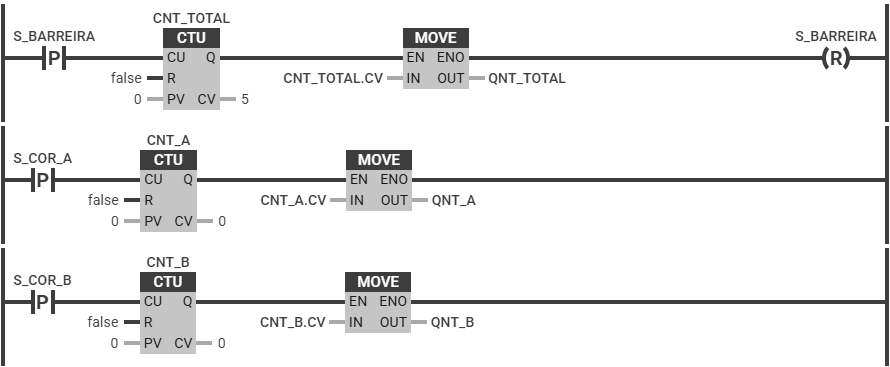 CNT_TOTAL
S_BARREIRA CTU MOVE S_BARREIRA
P CU Q EN ENO R
false R CNT_TOTAL.CV IN OUT QNT_TOTAL
0 PV CV 5
CNT_A
S_COR_A CTU MOVE
P CU Q EN ENO
false R CNT_A.CV IN OUT QNT_A
0 PV CV 0
CNT_B
S_COR_B CTU MOVE
P CU Q EN ENO
false R CNT_B.CV IN OUT QNT_B
0 PV CV 0